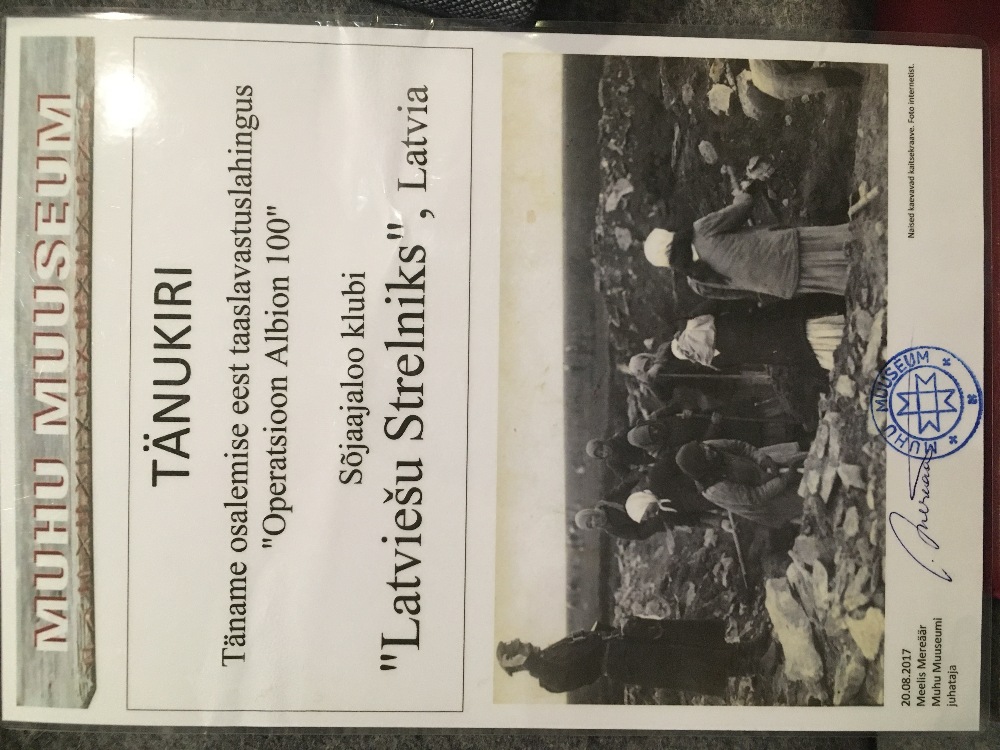 MUHU MUUSEUM
TÄNUKIRI
Täname osalemise eest taaslavastuslahingus
"Operatsioon Albion 100"
Sõjaajaloo klubi
"Latviešu Strelniks", Latvia
Naised kaevavad kaitsekraave. Foto internetist.
20.08.2017
Meelis Mereäär
Muhu Muuseumi
juhataja
MUHU MUUSEUM